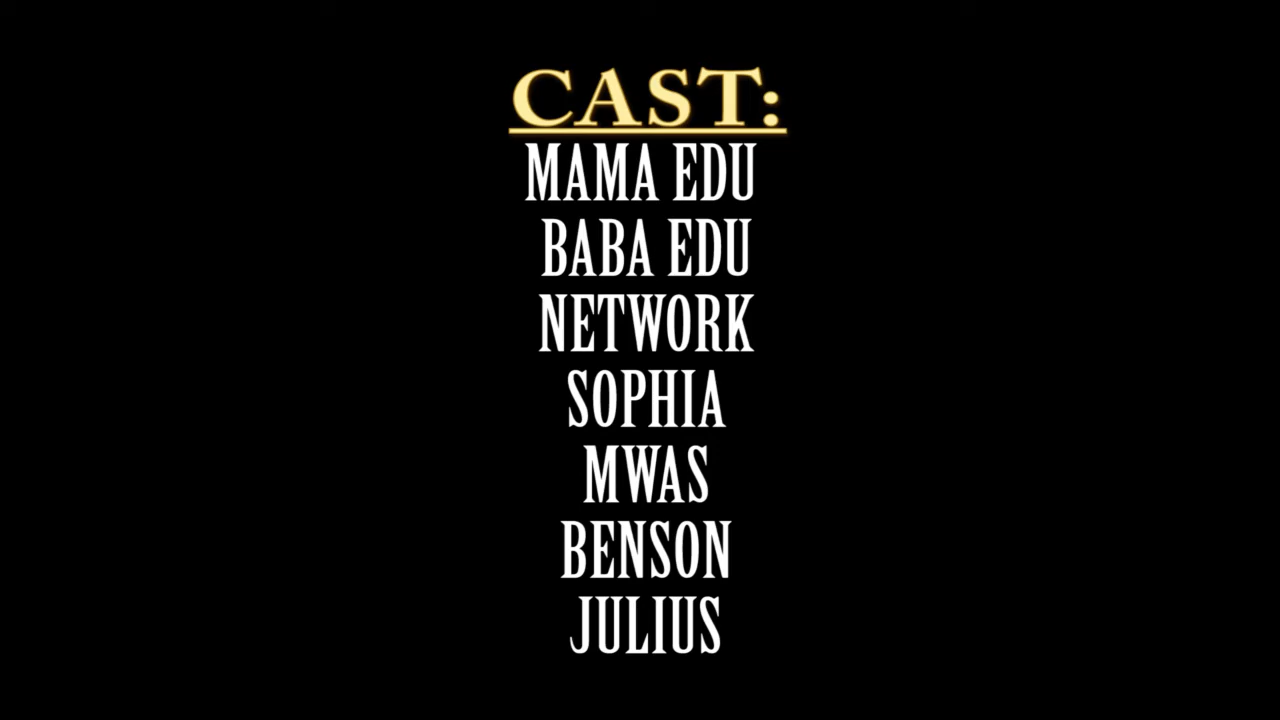 CAST:
MAMA EDU
BABA EDU
NETWORK
SOPHIA
MWAS
BENSON
JULIUS